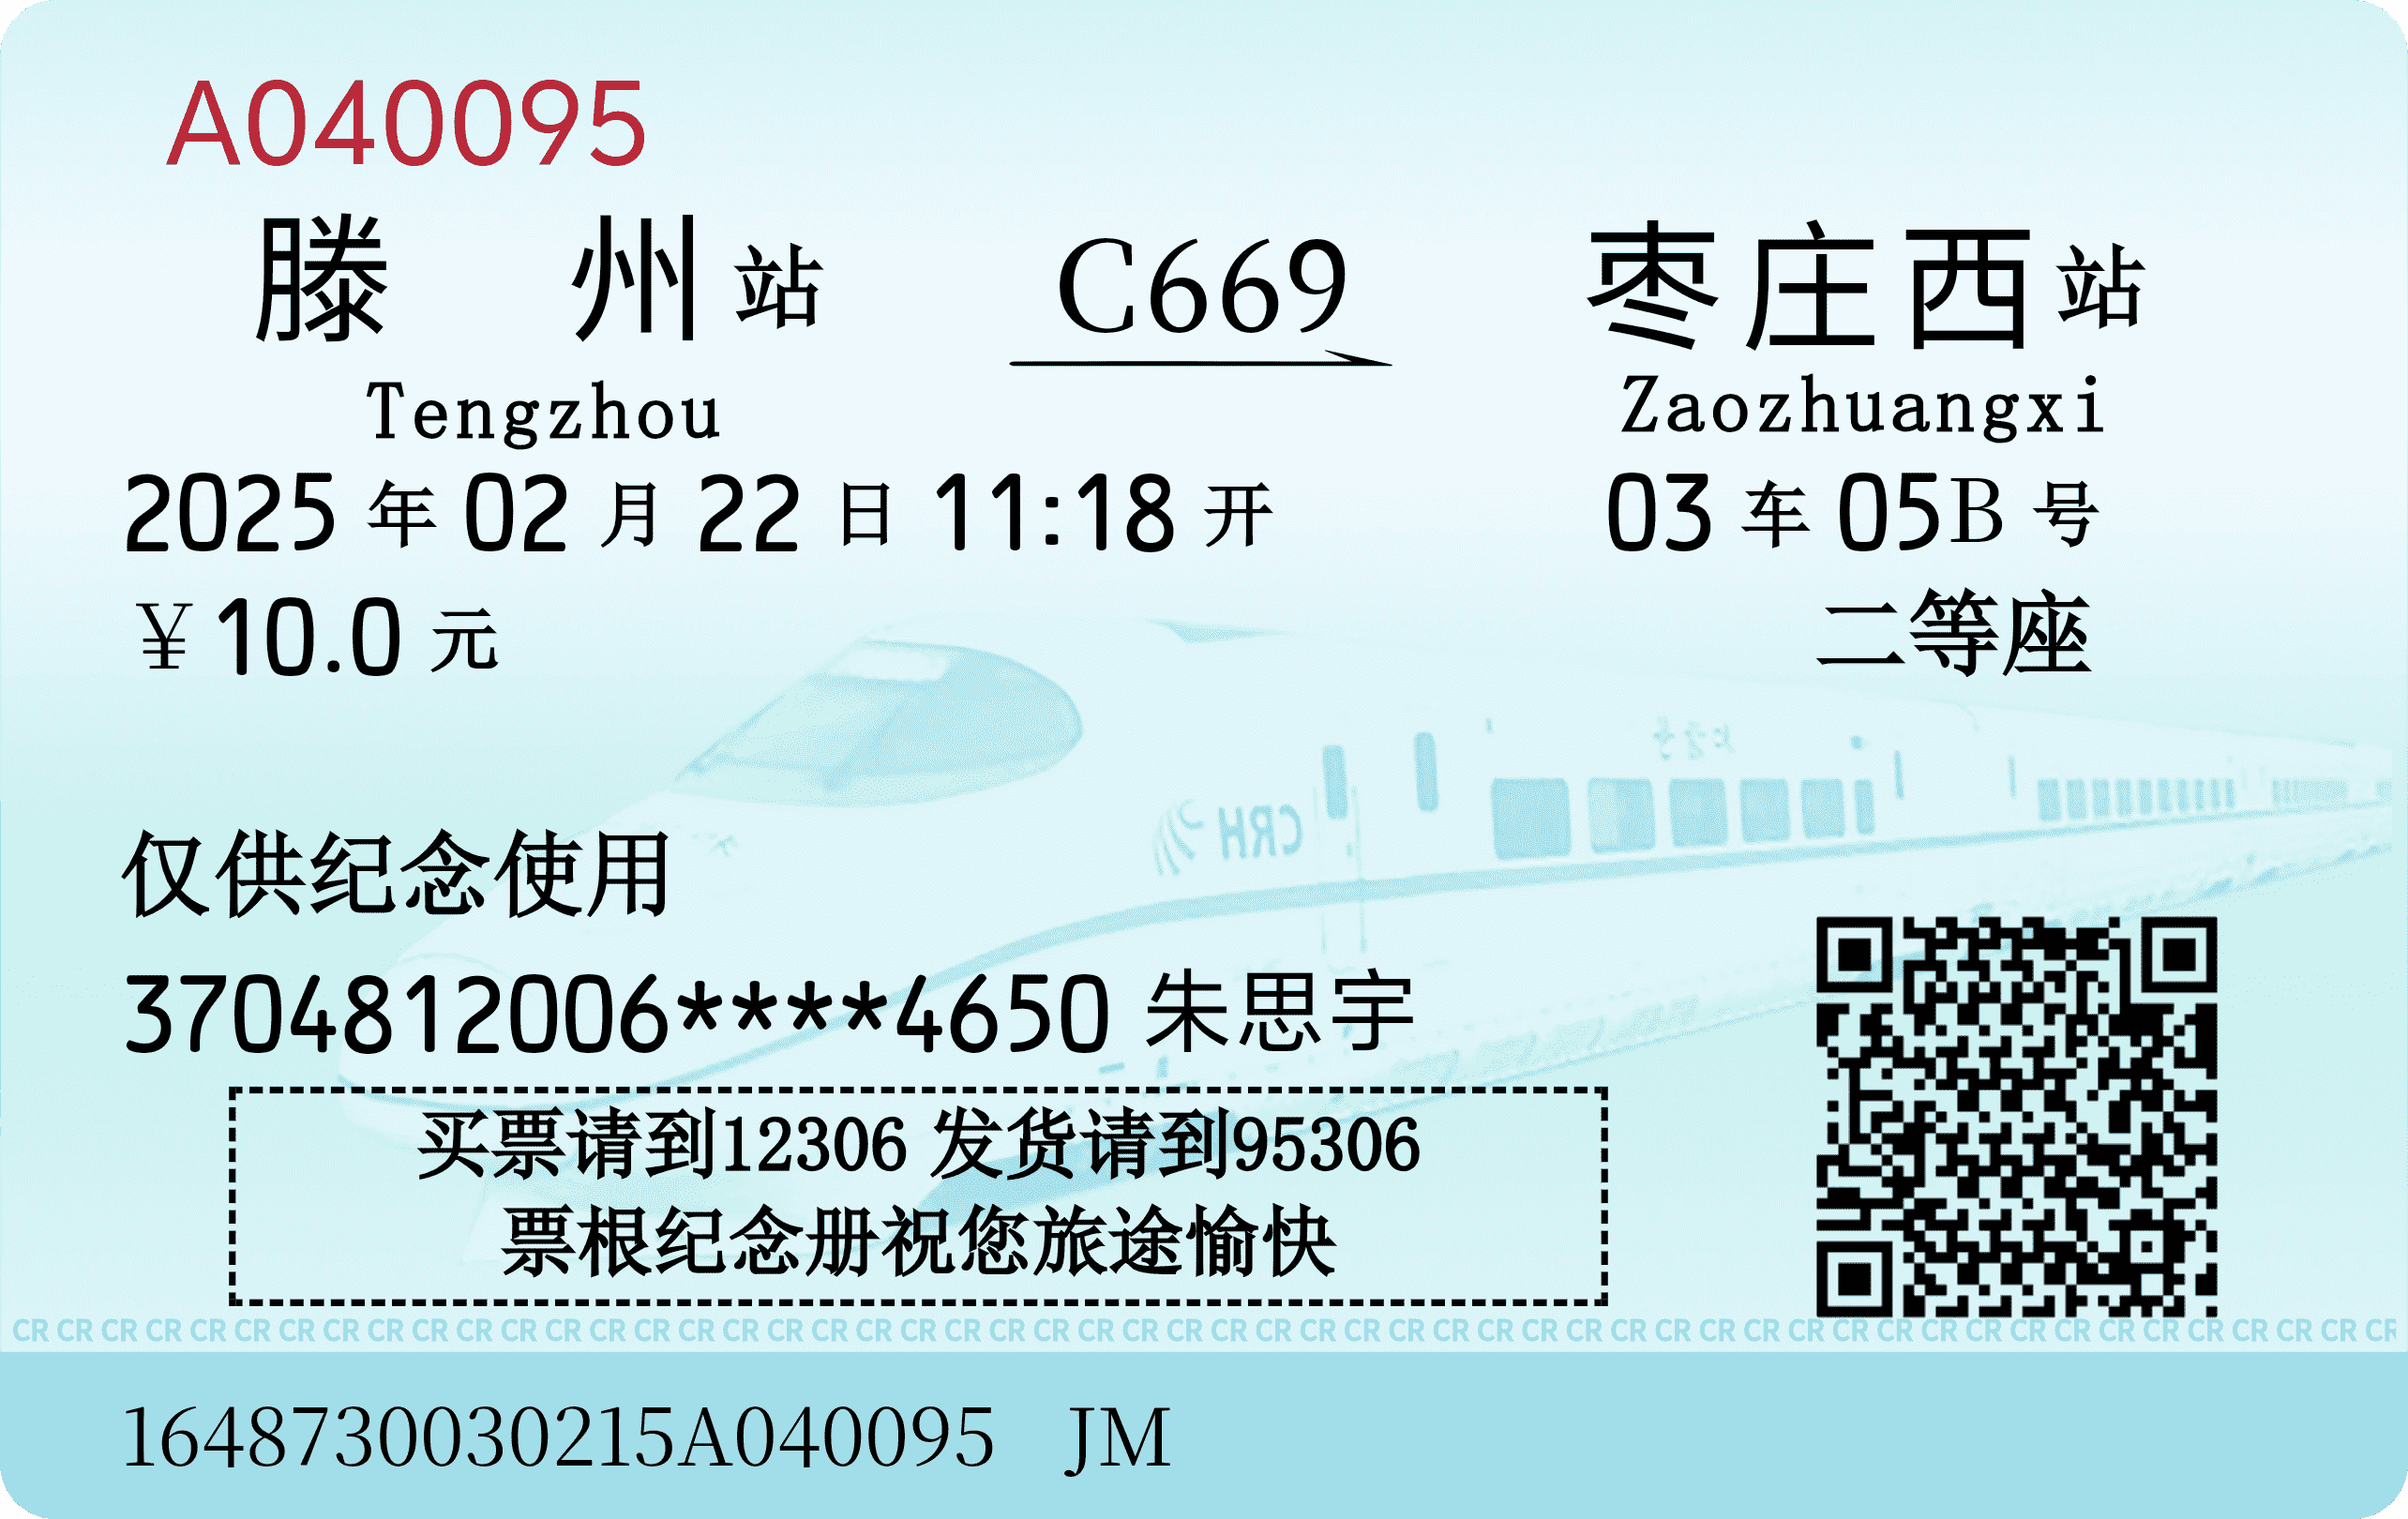 A040095
滕州站 C669 枣庄西站
Tengzhou Zaozhuangxi
2025年02月22日11:18开 03车05B号
¥10.0元 二等座
CRH
仅供纪念使用
3704812006****4650 朱思宇
买票请到12306 发货请到95306
票根纪念册祝您旅途愉快
CR CR CR CR CR CR CR CR CR CR CR CR CR CR CR CR CR CR CR CR CR CR CR CR CR CR CR CR CR CR CR CR CR CR CR CR CR CR CR CR CR CR CR CR CR CR CR CR CR CR CR CR CR CR
1648730030215A040095 JM